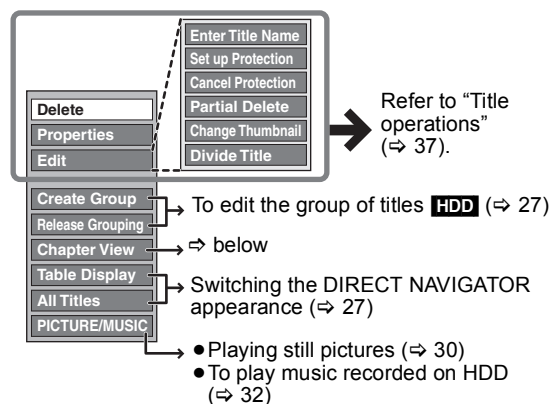 Enter Title Name
Set up Protection
Cancel Protection
Partial Delete
Change Thumbnail
Divide Title
Refer to “Title
operations”
(⇨ 37).
Delete
Properties
Edit
Create Group
Release Grouping
Chapter View
Table Display
All Titles
PICTURE/MUSIC
To edit the group of titles HDD (⇨ 27)
⇨ below
Switching the DIRECT NAVIGATOR
appearance (⇨ 27)
●Playing still pictures (⇨ 30)
●To play music recorded on HDD
(⇨ 32)